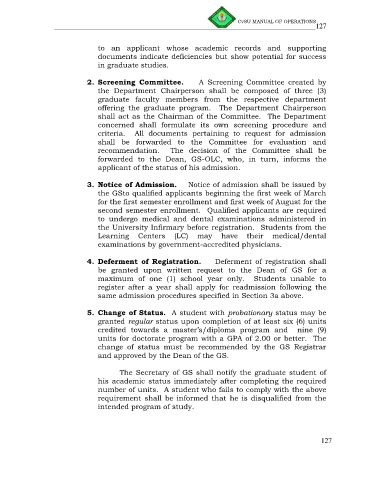 CvSU MANUAL OF OPERATIONS
127
to an applicant whose academic records and supporting
documents indicate deficiencies but show potential for success
in graduate studies.
2. Screening Committee. A Screening Committee created by
the Department Chairperson shall be composed of three (3)
graduate faculty members from the respective department
offering the graduate program. The Department Chairperson
shall act as the Chairman of the Committee. The Department
concerned shall formulate its own screening procedure and
criteria. All documents pertaining to request for admission
shall be forwarded to the Committee for evaluation and
recommendation. The decision of the Committee shall be
forwarded to the Dean, GS-OLC, who, in turn, informs the
applicant of the status of his admission.
3. Notice of Admission. Notice of admission shall be issued by
the GSto qualified applicants beginning the first week of March
for the first semester enrollment and first week of August for the
second semester enrollment. Qualified applicants are required
to undergo medical and dental examinations administered in
the University Infirmary before registration. Students from the
Learning Centers (LC) may have their medical/dental
examinations by government-accredited physicians.
4. Deferment of Registration. Deferment of registration shall
be granted upon written request to the Dean of GS for a
maximum of one (1) school year only. Students unable to
register after a year shall apply for readmission following the
same admission procedures specified in Section 3a above.
5. Change of Status. A student with probationary status may be
granted regular status upon completion of at least six (6) units
credited towards a master's/diploma program and nine (9)
units for doctorate program with a GPA of 2.00 or better. The
change of status must be recommended by the GS Registrar
and approved by the Dean of the GS.
The Secretary of GS shall notify the graduate student of
his academic status immediately after completing the required
number of units. A student who fails to comply with the above
requirement shall be informed that he is disqualified from the
intended program of study.
127